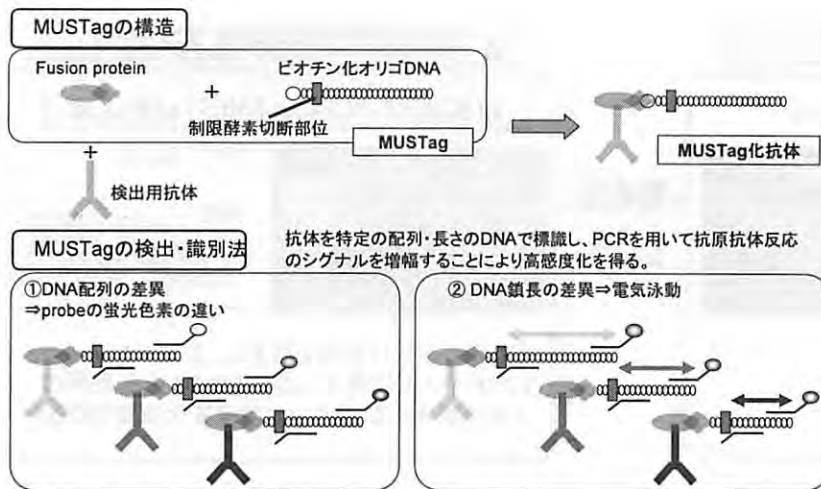 MUSTagの構造
Fusion protein
+
ビオチン化オリゴDNA
制限酵素切断部位
MUSTag
MUSTag化抗体
+
検出用抗体
MUSTagの検出・識別法
抗体を特定の配列・長さのDNAで標識し、PCRを用いて抗原抗体反応
のシグナルを増幅することにより高感度化を得る。
①DNA配列の差異
⇒probeの蛍光色素の違い
② DNA鎖長の差異⇒電気泳動